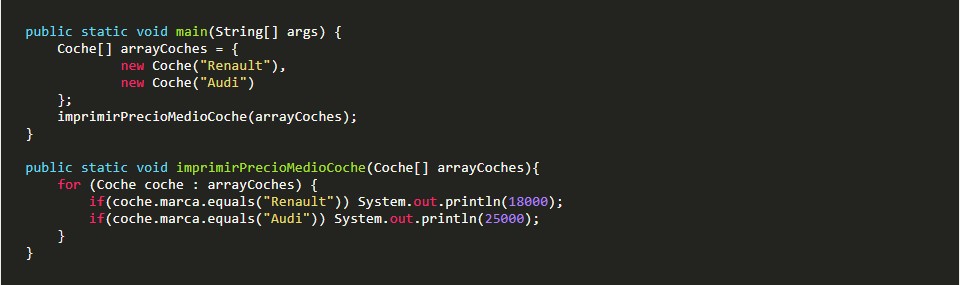 public static void main(String[] args) {
    Coche[] arrayCoches = {
            new Coche("Renault"),
            new Coche("Audi")
    };
    imprimirPrecioMedioCoche(arrayCoches);
}
public static void imprimirPrecioMedioCoche(Coche[] arrayCoches){
    for (Coche coche : arrayCoches) {
        if(coche.marca.equals("Renault")) System.out.println(18000);
        if(coche.marca.equals("Audi")) System.out.println(25000);
    }
}